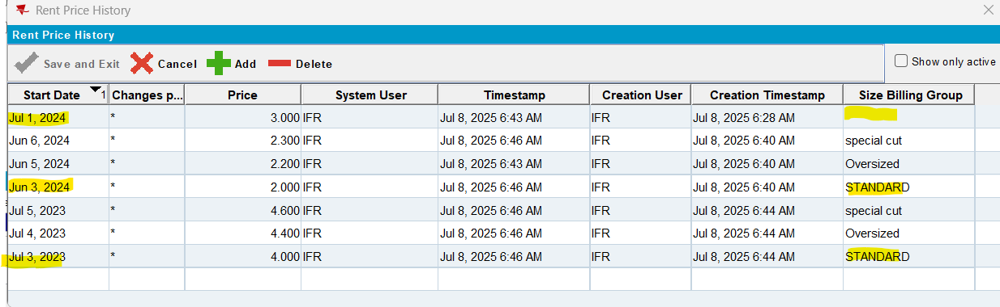 Rent Price History
Rent Price History
Save and Exit Cancel Add Delete Show only active
Start Date 1 Changes p... Price System User Timestamp Creation User Creation Timestamp Size Billing Group
Jul 1, 2024 * 3.000 IFR Jul 8, 2025 6:43 AM IFR Jul 8, 2025 6:28 AM
Jun 6, 2024 * 2.300 IFR Jul 8, 2025 6:46 AM IFR Jul 8, 2025 6:40 AM special cut
Jun 5, 2024 * 2.200 IFR Jul 8, 2025 6:43 AM IFR Jul 8, 2025 6:40 AM Oversized
Jun 3, 2024 * 2.000 IFR Jul 8, 2025 6:46 AM IFR Jul 8, 2025 6:40 AM STANDARD
Jul 5, 2023 * 4.600 IFR Jul 8, 2025 6:46 AM IFR Jul 8, 2025 6:44 AM special cut
Jul 4, 2023 * 4.400 IFR Jul 8, 2025 6:46 AM IFR Jul 8, 2025 6:44 AM Oversized
Jul 3, 2023 * 4.000 IFR Jul 8, 2025 6:46 AM IFR Jul 8, 2025 6:44 AM STANDARD